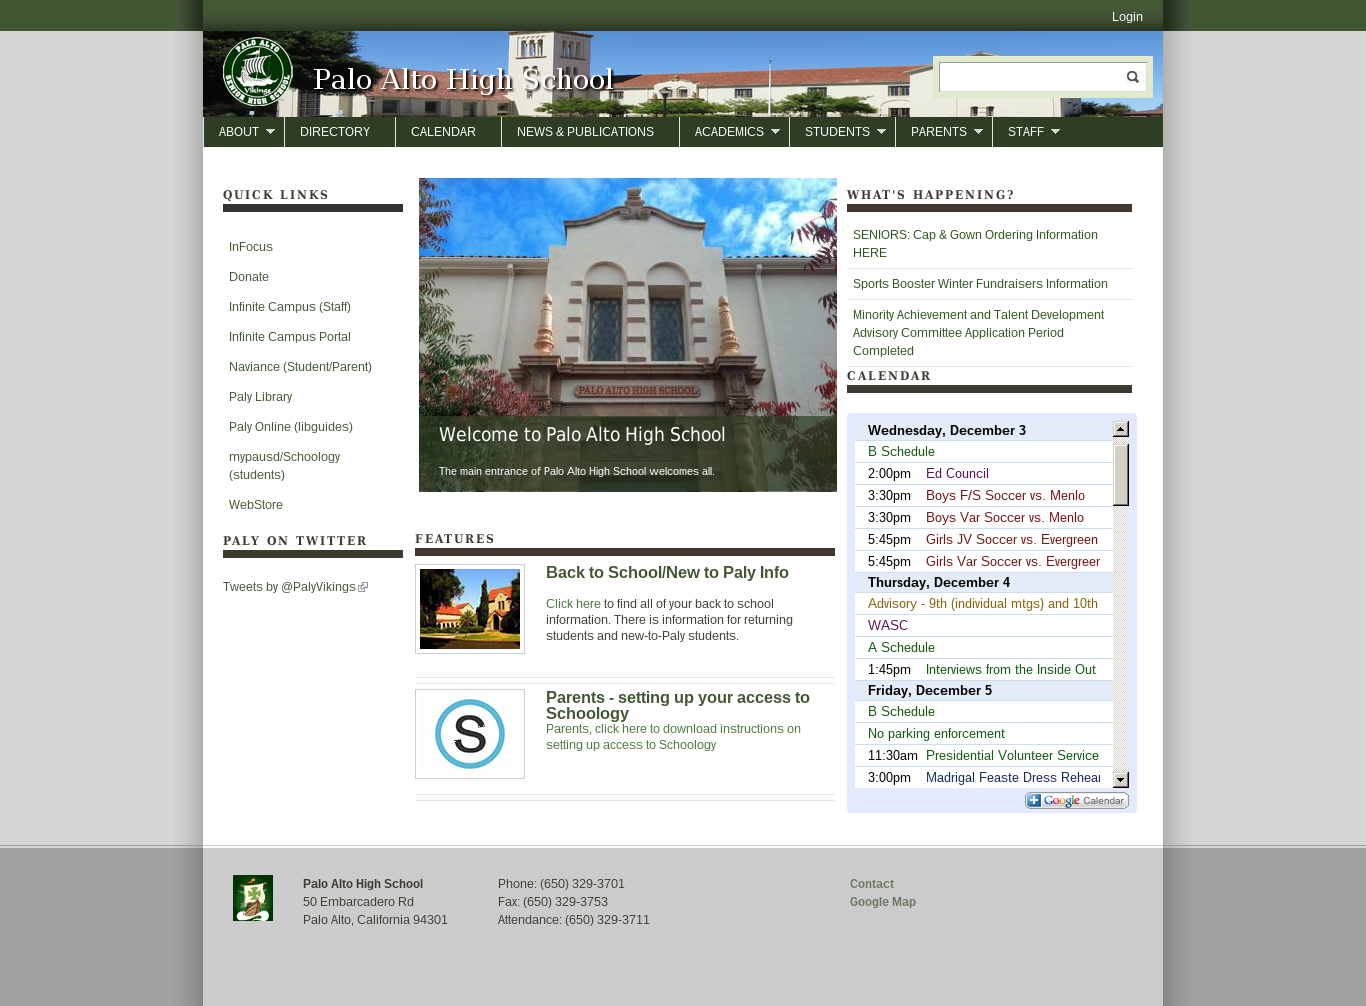 Login
PALO ALTO
Vikings
SENIOR HIGH SCHOOL
Palo Alto High School
ABOUT DIRECTORY CALENDAR NEWS & PUBLICATIONS ACADEMICS STUDENTS PARENTS STAFF
QUICK LINKS
InFocus
Donate
Infinite Campus (Staff)
Infinite Campus Portal
Naviance (Student/Parent)
Paly Library
Paly Online (libguides)
mypausd/Schoology
(students)
WebStore
PALY ON TWITTER
Tweets by @PalyVikings
PALO ALTO HIGH SCHOOL
Welcome to Palo Alto High School
The main entrance of Palo Alto High School welcomes all.
FEATURES
Back to School/New to Paly Info
Click here to find all of your back to school
information. There is information for returning
students and new-to-Paly students.
S
Parents - setting up your access to
Schoology
Parents, click here to download instructions on
setting up access to Schoology
WHAT'S HAPPENING?
SENIORS: Cap & Gown Ordering Information
HERE
Sports Booster Winter Fundraisers Information
Minority Achievement and Talent Development
Advisory Committee Application Period
Completed
CALENDAR
Wednesday, December 3
B Schedule
2:00pm Ed Council
3:30pm Boys F/S Soccer vs. Menlo
3:30pm Boys Var Soccer vs. Menlo
5:45pm Girls JV Soccer vs. Evergreen
5:45pm Girls Var Soccer vs. Evergreen
Thursday, December 4
Advisory - 9th (individual mtgs) and 10th
WASC
A Schedule
1:45pm Interviews from the Inside Out
Friday, December 5
B Schedule
No parking enforcement
11:30am Presidential Volunteer Service
3:00pm Madrigal Feaste Dress Rehear
Google Calendar
Palo Alto High School
50 Embarcadero Rd
Palo Alto, California 94301
Phone: (650) 329-3701
Fax: (650) 329-3753
Attendance: (650) 329-3711
Contact
Google Map